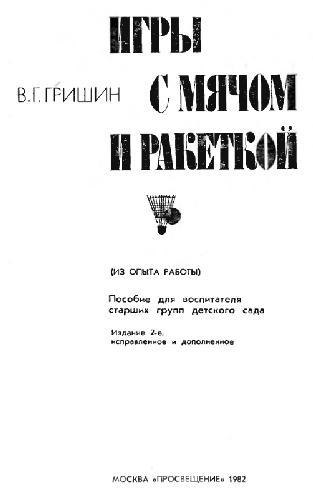 ИГРЫ
В.Г.ГРИШИН С МЯЧОМ
И РАКЕТКОЙ
(ИЗ ОПЫТА РАБОТЫ)
Пособие для воспитателя
старших групп детского сада
Издание 2-е,
исправленное и дополненное
МОСКВА «ПРОСВЕЩЕНИЕ» 1982